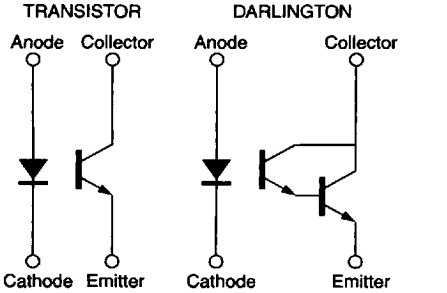 TRANSISTOR DARLINGTON
Anode Collector Anode Collector
Cathode Emitter Cathode Emitter